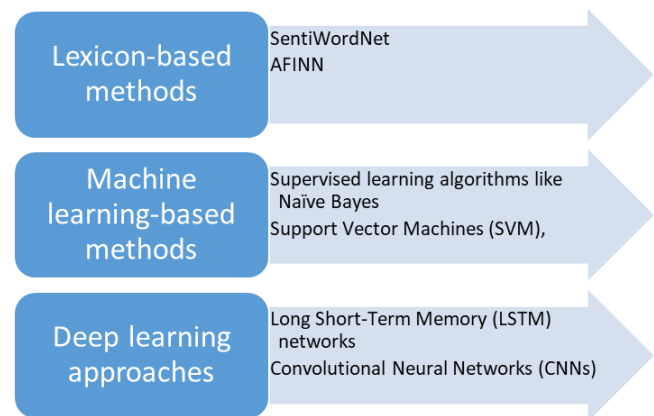 Lexicon-based
methods
SentiWordNet
AFINN
Machine
learning-based
methods
Supervised learning algorithms like
Naïve Bayes
Support Vector Machines (SVM),
Deep learning
approaches
Long Short-Term Memory (LSTM)
networks
Convolutional Neural Networks (CNNs)